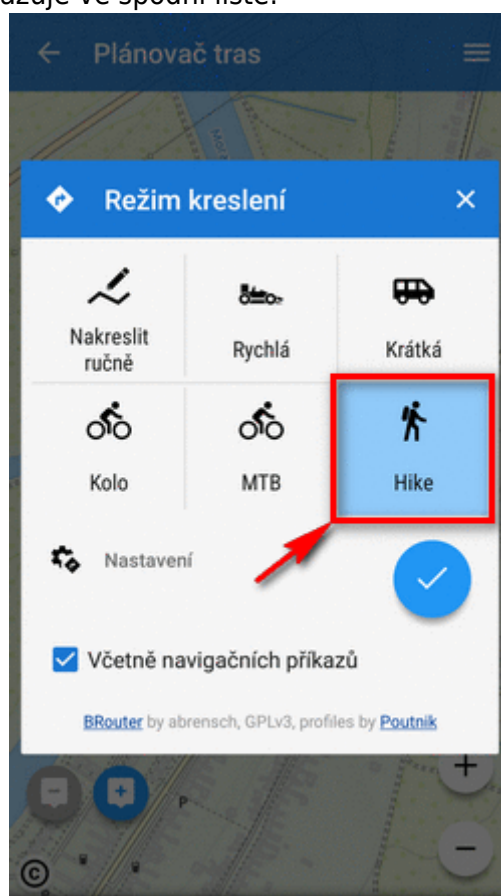 Plánovač tras
Režim kreslení
Nakreslit
ručně
Rychlá
Krátká
Kolo
MTB
Hike
Nastavení
Včetně navigačních příkazů
BRouter by abrensch, GPLv3, profiles by Poutnik
P
©